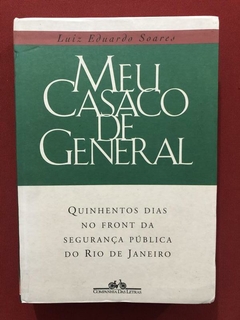 Luiz Eduardo Soares
MEU
CASACO
DE
GENERAL
QUINHENTOS DIAS
NO FRONT DA
SEGURANÇA PÚBLICA
DO RIO DE JANEIRO
COMPANHIA DAS LETRAS